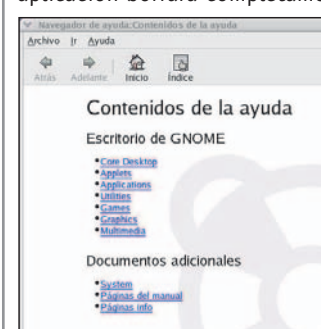 aplicación borrará completam
Navegador de ayuda:Contenidos de la ayuda
Archivo Ir Ayuda
Atrás Adelante Inicio Índice
Contenidos de la ayuda
Escritorio de GNOME
Core Desktop
Applets
Applications
Utilities
Games
Graphics
Multimedia
Documentos adicionales
System
Páginas del manual
Páginas info